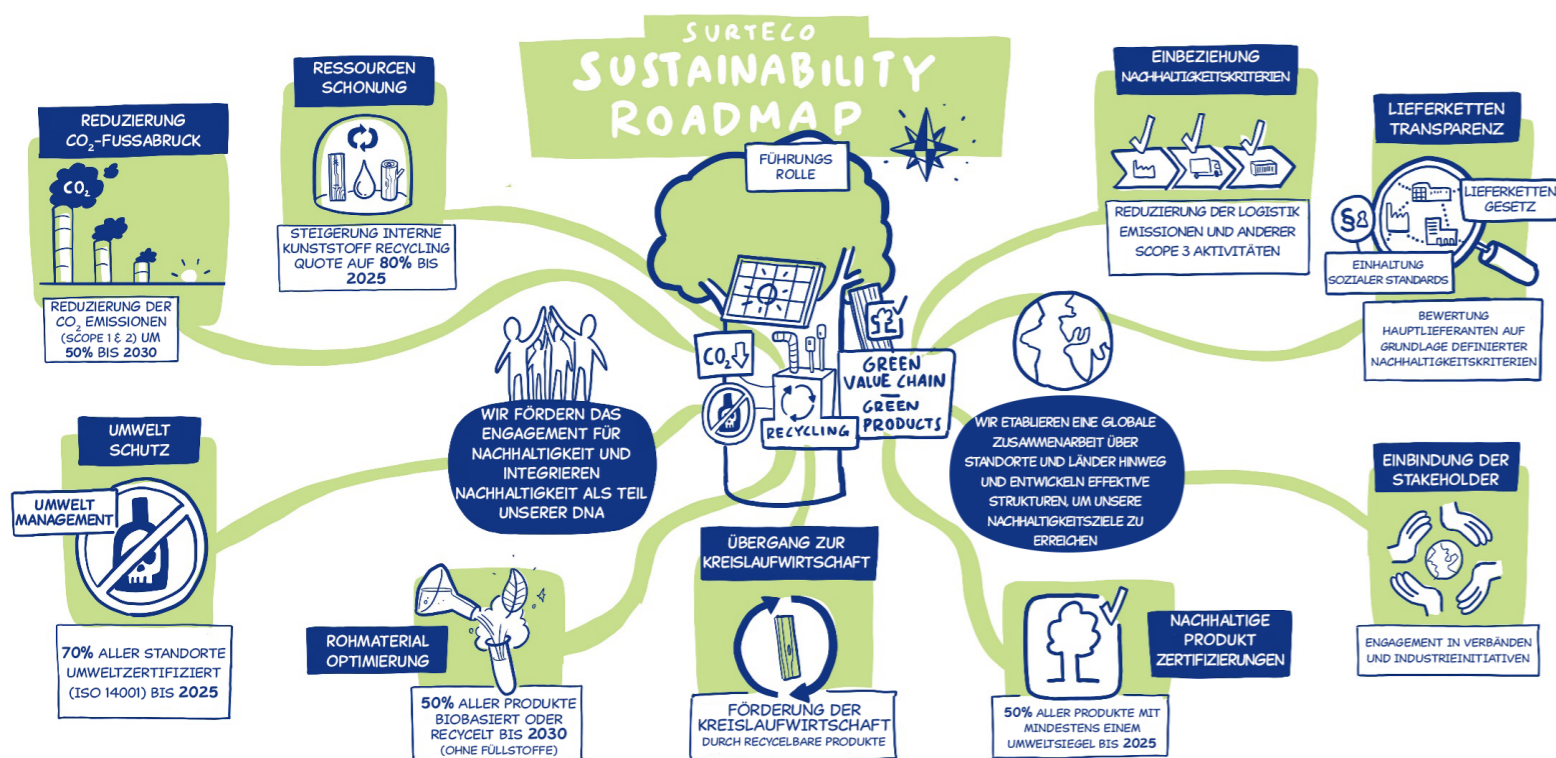 SURTECO
SUSTAINABILITY
ROADMAP
REDUZIERUNG
CO₂-FUSSABRUCK
CO₂
REDUZIERUNG DER
CO₂ EMISSIONEN
(SCOPE 1 & 2) UM
50% BIS 2030
RESSOURCEN
SCHONUNG
STEIGERUNG INTERNE
KUNSTSTOFF RECYCLING
QUOTE AUF 80% BIS
2025
FÜHRUNGS
ROLLE
EINBEZIEHUNG
NACHHALTIGKEITSKRITERIEN
REDUZIERUNG DER LOGISTIK
EMISSIONEN UND ANDERER
SCOPE 3 AKTIVITÄTEN
LIEFERKETTEN
TRANSPARENZ
§
LIEFERKETTEN
GESETZ
EINHALTUNG
SOZIALER STANDARDS
BEWERTUNG
HAUPTLIEFERANTEN AUF
GRUNDLAGE DEFINIERTER
NACHHALTIGKEITSKRITERIEN
WIR FÖRDERN DAS
ENGAGEMENT FÜR
NACHHALTIGKEIT UND
INTEGRIEREN
NACHHALTIGKEIT ALS TEIL
UNSERER DNA
CO₂
RECYCLING
GREEN
VALUE CHAIN
—
GREEN
PRODUCTS
WIR ETABLIEREN EINE GLOBALE
ZUSAMMENARBEIT ÜBER
STANDORTE UND LÄNDER HINWEG
UND ENTWICKELN EFFEKTIVE
STRUKTUREN, UM UNSERE
NACHHALTIGKEITSZIELE ZU
ERREICHEN
UMWELT
SCHUTZ
UMWELT
MANAGEMENT
70% ALLER STANDORTE
UMWELTZERTIFIZIERT
(ISO 14001) BIS 2025
ROHMATERIAL
OPTIMIERUNG
50% ALLER PRODUKTE
BIOBASIERT ODER
RECYCELT BIS 2030
(OHNE FÜLLSTOFFE)
ÜBERGANG ZUR
KREISLAUFWIRTSCHAFT
FÖRDERUNG DER
KREISLAUFWIRTSCHAFT
DURCH RECYCELBARE PRODUKTE
NACHHALTIGE
PRODUKT
ZERTIFIZIERUNGEN
50% ALLER PRODUKTE MIT
MINDESTENS EINEM
UMWELTSIEGEL BIS 2025
EINBINDUNG DER
STAKEHOLDER
ENGAGEMENT IN VERBÄNDEN
UND INDUSTRIEINITIATIVEN